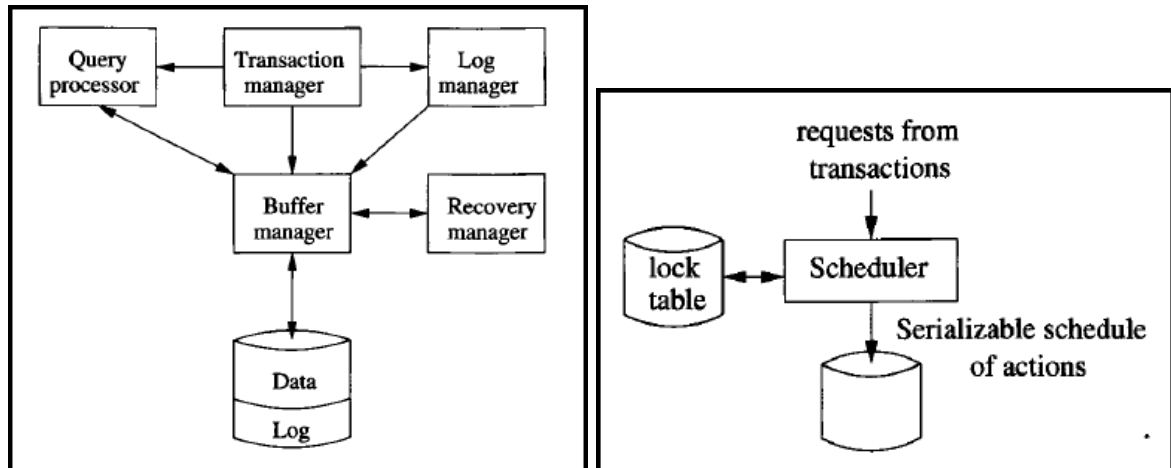 Query
processor
Transaction
manager
Log
manager
Buffer
manager
Recovery
manager
Data
Log
requests from
transactions
lock
table
Scheduler
Serializable schedule
of actions